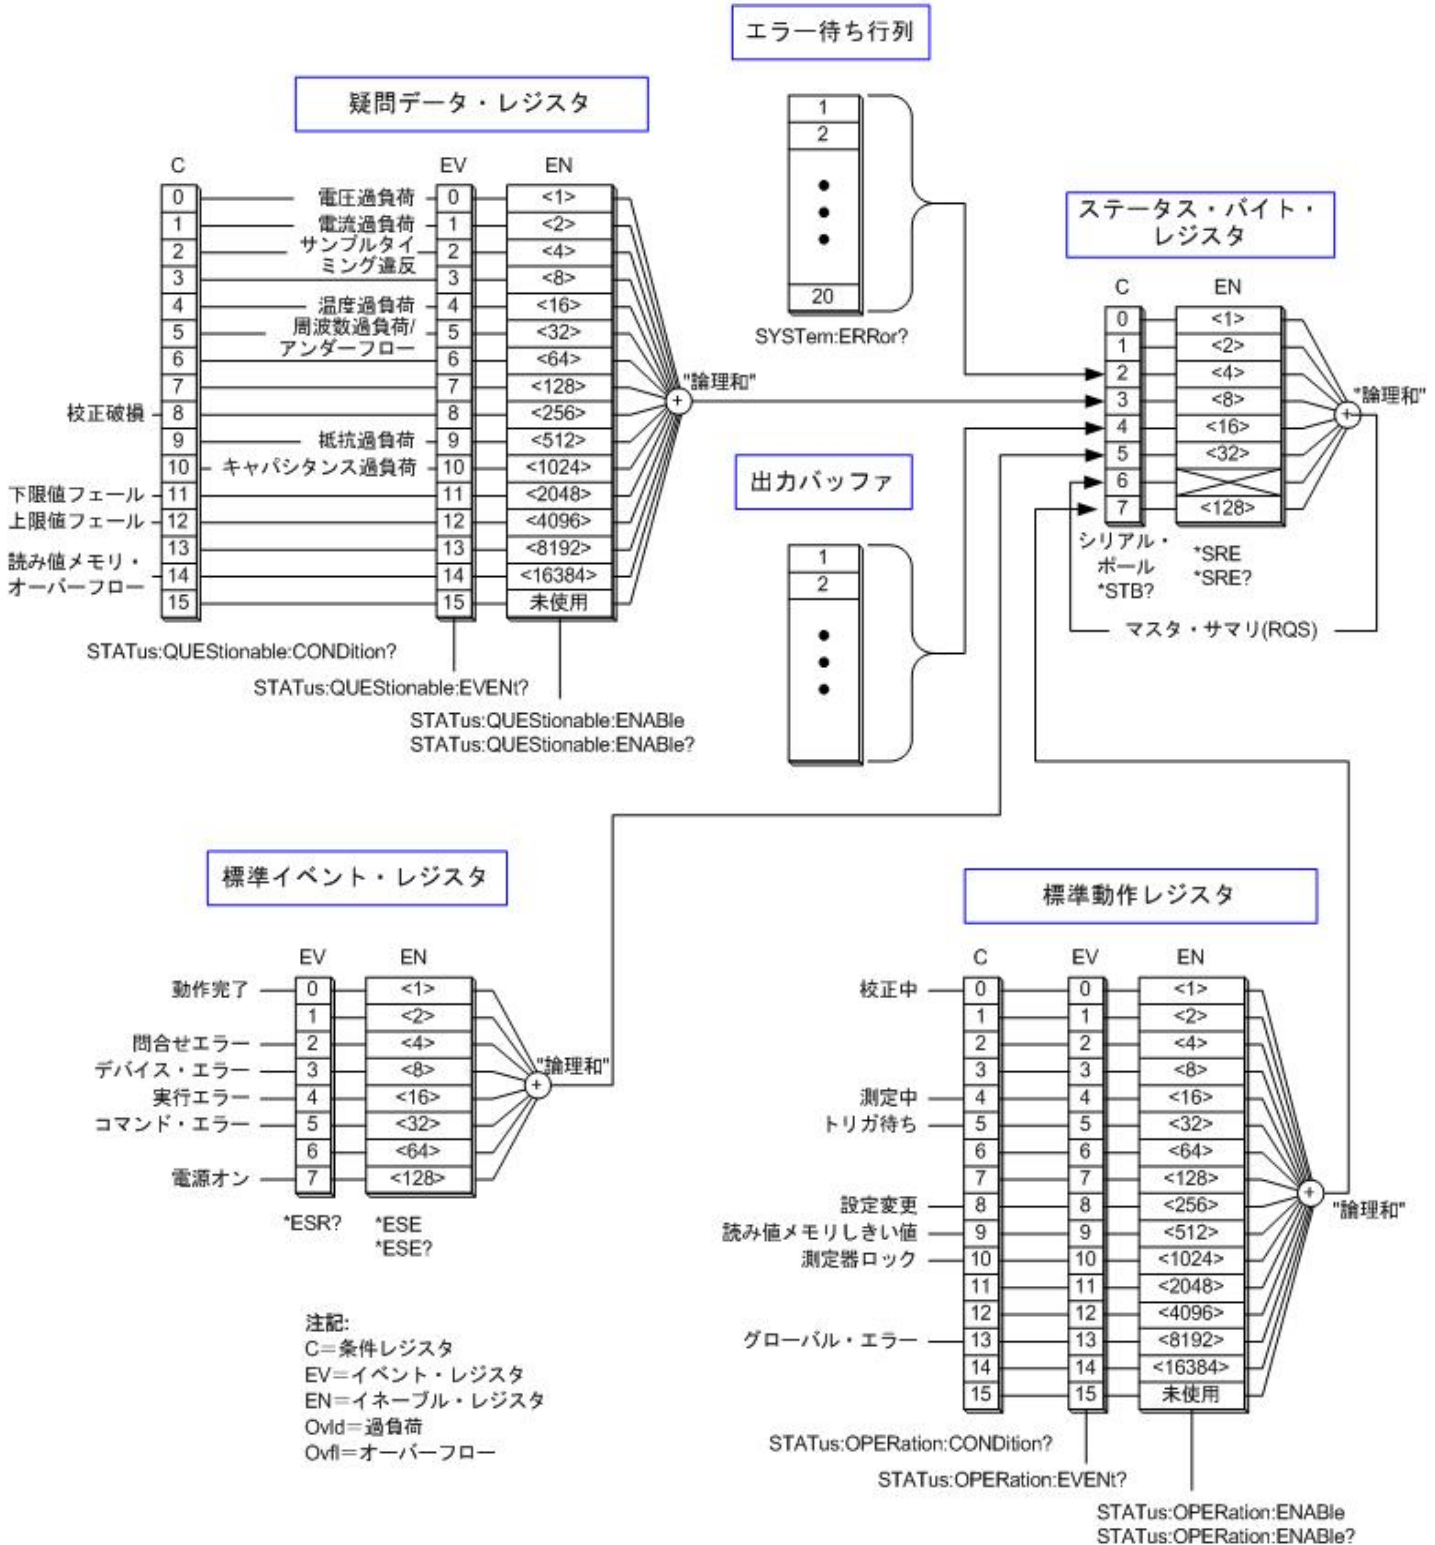 エラー待ち行列
1
2
20
SYSTem:ERRor?
疑問データ・レジスタ
C EV EN
0 電圧過負荷 0 <1>
1 電流過負荷 1 <2>
2 サンプルタイ 2 <4>
ミング違反
3 3 <8>
4 温度過負荷 4 <16>
5 周波数過負荷/ 5 <32>
アンダーフロー
6 6 <64>
7 7 <128>
校正破損 8 8 <256>
9 抵抗過負荷 9 <512>
10 キャパシタンス過負荷 10 <1024>
下限値フェール 11 11 <2048>
上限値フェール 12 12 <4096>
13 13 <8192>
読み値メモリ・
オーバーフロー 14 14 <16384>
15 15 未使用
"論理和"
STATus:QUEStionable:CONDition?
STATus:QUEStionable:EVENt?
STATus:QUEStionable:ENABle
STATus:QUEStionable:ENABle?
ステータス・バイト・
レジスタ
C EN
0 <1>
1 <2>
2 <4>
3 <8>
4 <16>
5 <32>
6
7 <128>
"論理和"
シリアル・
ポール
*STB?
*SRE
*SRE?
マスタ・サマリ(RQS)
出力バッファ
1
2
標準イベント・レジスタ
EV EN
動作完了 0 <1>
1 <2>
問合せエラー 2 <4>
デバイス・エラー 3 <8>
実行エラー 4 <16>
コマンド・エラー 5 <32>
6 <64>
電源オン 7 <128>
"論理和"
*ESR?
*ESE
*ESE?
標準動作レジスタ
C EV EN
校正中 0 0 <1>
1 1 <2>
2 2 <4>
3 3 <8>
測定中 4 4 <16>
トリガ待ち 5 5 <32>
6 6 <64>
7 7 <128>
設定変更 8 8 <256>
読み値メモリしきい値 9 9 <512>
測定器ロック 10 10 <1024>
11 11 <2048>
12 12 <4096>
グローバル・エラー 13 13 <8192>
14 14 <16384>
15 15 未使用
"論理和"
STATus:OPERation:CONDition?
STATus:OPERation:EVENt?
STATus:OPERation:ENABle
STATus:OPERation:ENABle?
注記:
C=条件レジスタ
EV=イベント・レジスタ
EN=イネーブル・レジスタ
Ovld=過負荷
Ovfl=オーバーフロー